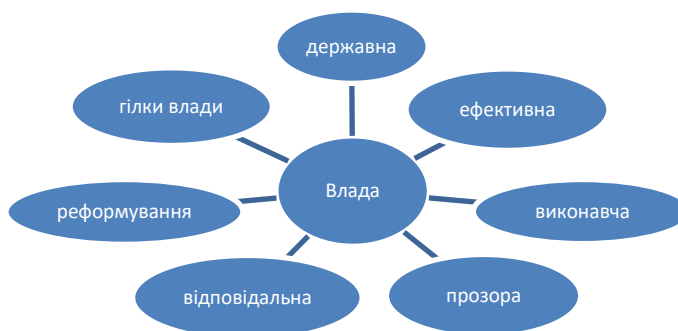 державна
гілки влади
ефективна
Влада
реформування
виконавча
відповідальна
прозора